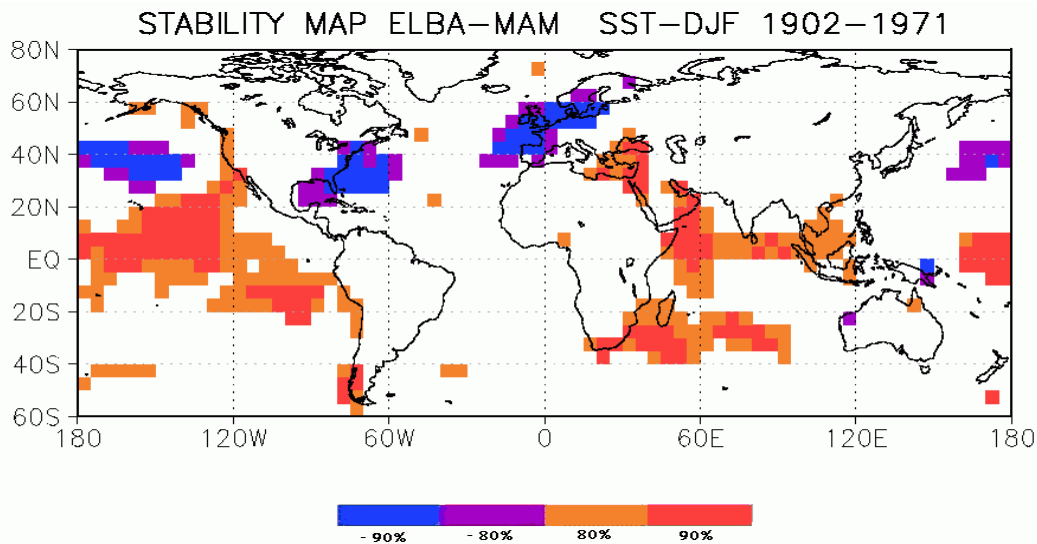 STABILITY MAP ELBA-MAM SST-DJF 1902-1971
80N
60N
40N
20N
EQ
20S
40S
60S
180 120W 60W 0 60E 120E 180
-90% -80% 80% 90%